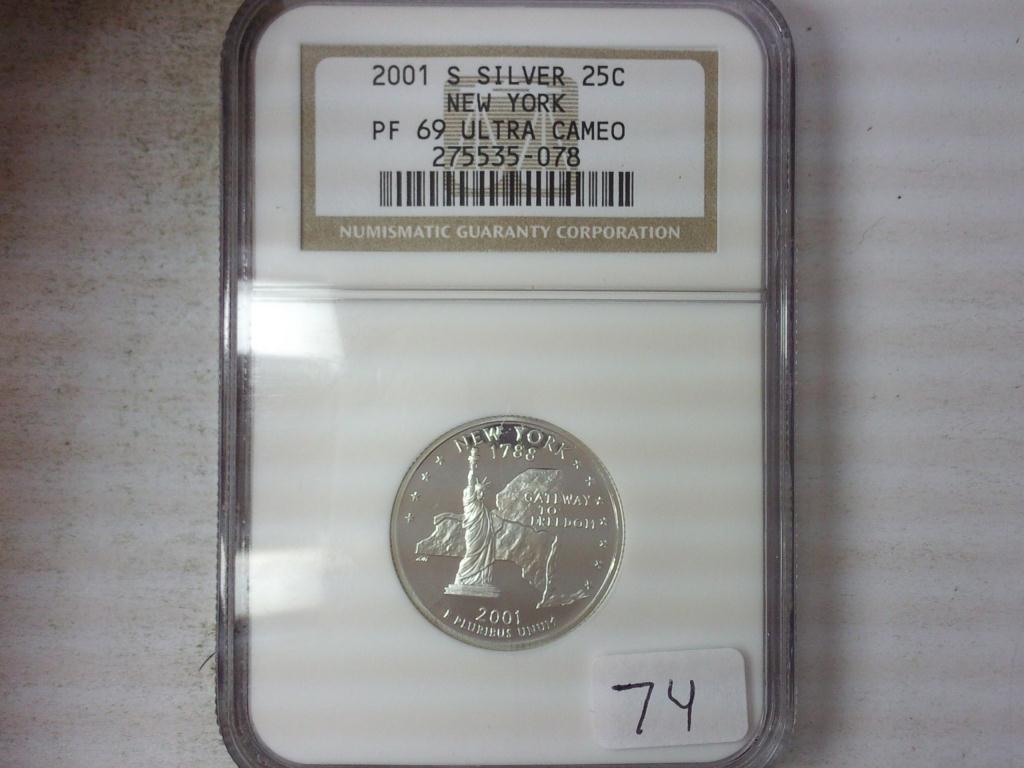 2001 S SILVER 25C
NEW YORK
PF 69 ULTRA CAMEO
275535-078
NUMISMATIC GUARANTY CORPORATION
NEW YORK
1788
GATEWAY
TO
FREEDOM
2001
E PLURIBUS UNUM
74